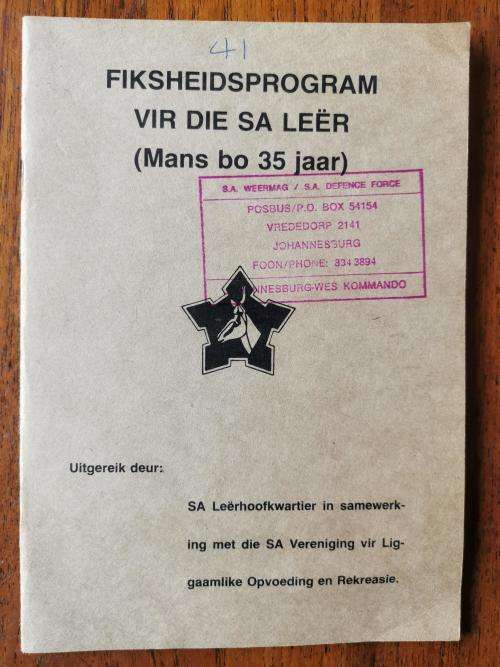 41
FIKSHEIDSPROGRAM
VIR DIE SA LEËR
(Mans bo 35 jaar)
S.A. WEERMAG / S.A. DEFENCE FORCE
POSBUS/P.O. BOX 54154
VREDEDORP 2141
JOHANNESBURG
FOON/PHONE: 834 3894
NNESBURG-WES KOMMANDO
Uitgereik deur:
SA Leërhoofkwartier in samewerk-
ing met die SA Vereniging vir Lig-
gaamlike Opvoeding en Rekreasie.